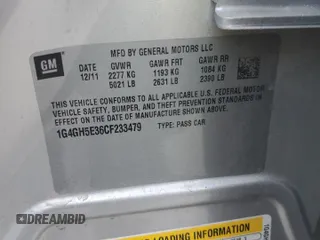 MFD BY GENERAL MOTORS LLC
GM
DATE GVWR GAWR FRT GAWR RR
12/11 2277 KG 1193 KG 1084 KG
5021 LB 2631 LB 2390 LB
THIS VEHICLE CONFORMS TO ALL APPLICABLE U.S. FEDERAL
MOTOR VEHICLE SAFETY, BUMPER, AND THEFT PREVENTION STANDARDS IN
EFFECT ON THE DATE OF MANUFACTURE SHOWN ABOVE.
1G4GH5E36CF233479 TYPE: PASS CAR
DREAMBID
LOADING INFORMATION